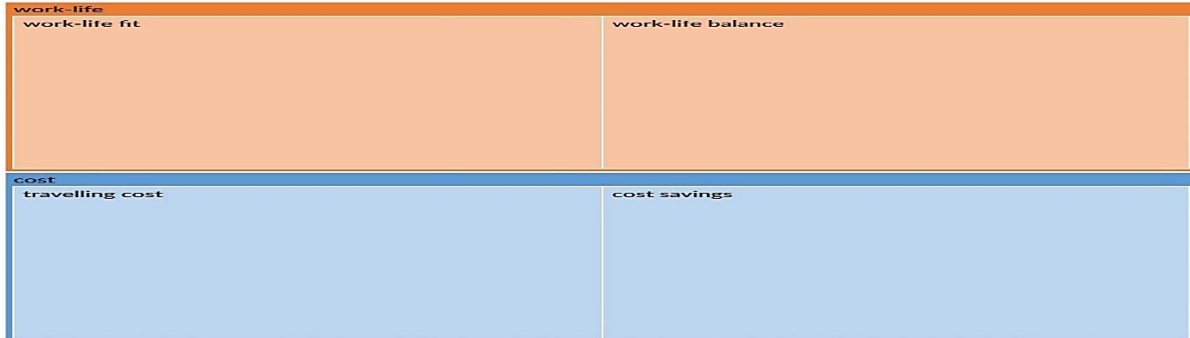 work-life
work-life fit
work-life balance
cost
travelling cost
cost savings